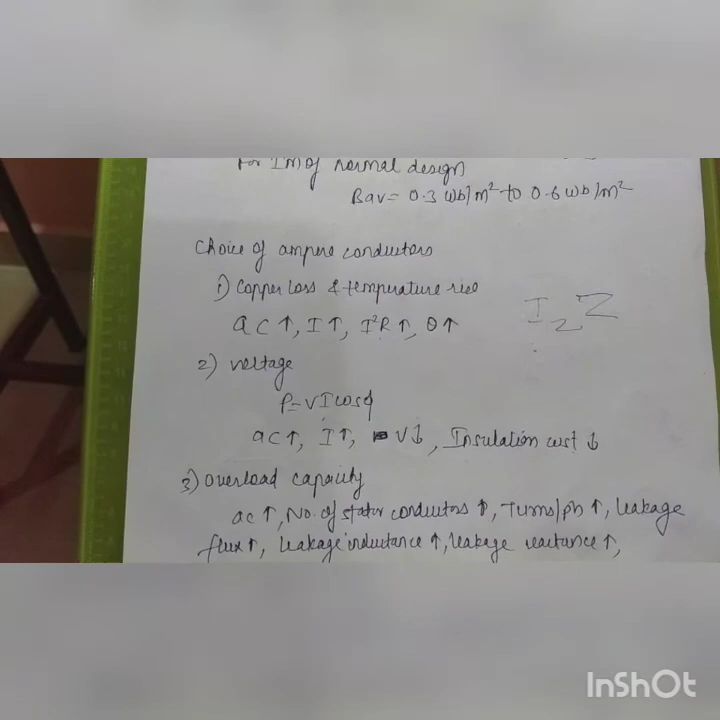 For IM of normal design
Bav = 0.3 wb/m² to 0.6 wb/m²
Choice of ampere conductors
1) Copper loss & temperature rise
ac↑, I↑, I²R↑, θ↑
I_z Z
2) voltage
P = VIcosφ
ac↑, I↑, V↓, Insulation cost ↓
3) overload capacity
ac↑, No. of stator conductors ↑, Turns/ph ↑, leakage
flux↑, leakage inductance ↑, leakage reactance ↑,
InShOt